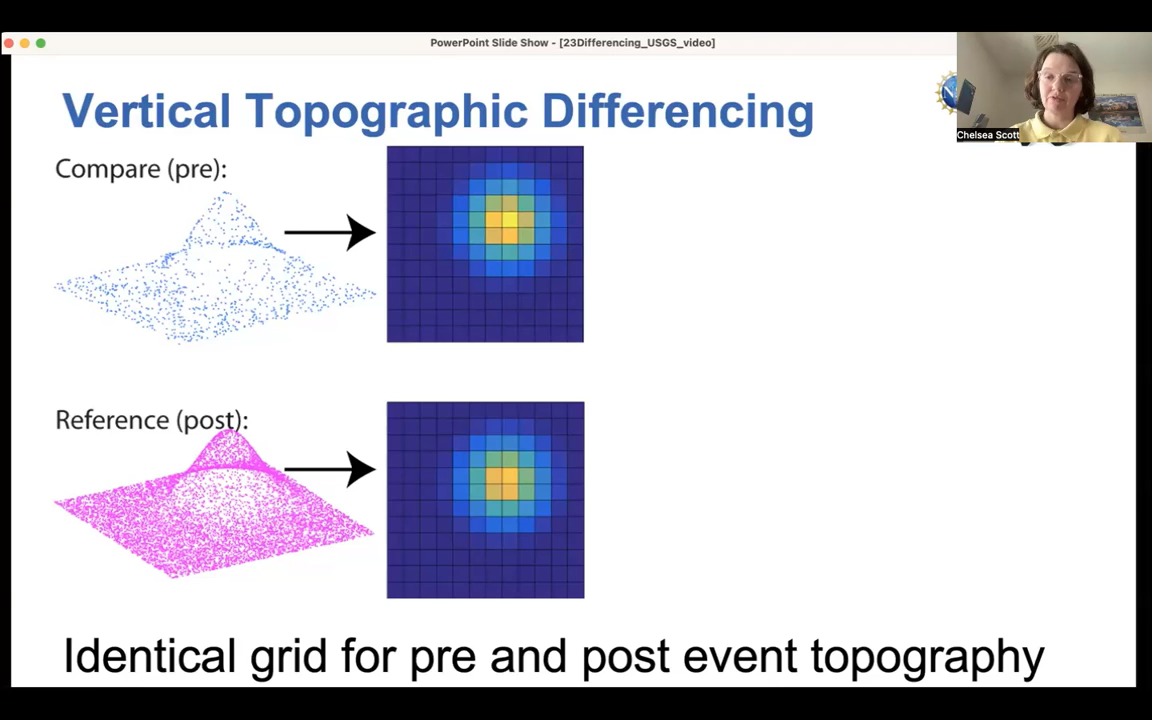 PowerPoint Slide Show - [23Differencing_USGS_video]
Vertical Topographic Differencing
Chelsea Scott
Compare (pre):
Reference (post):
Identical grid for pre and post event topography